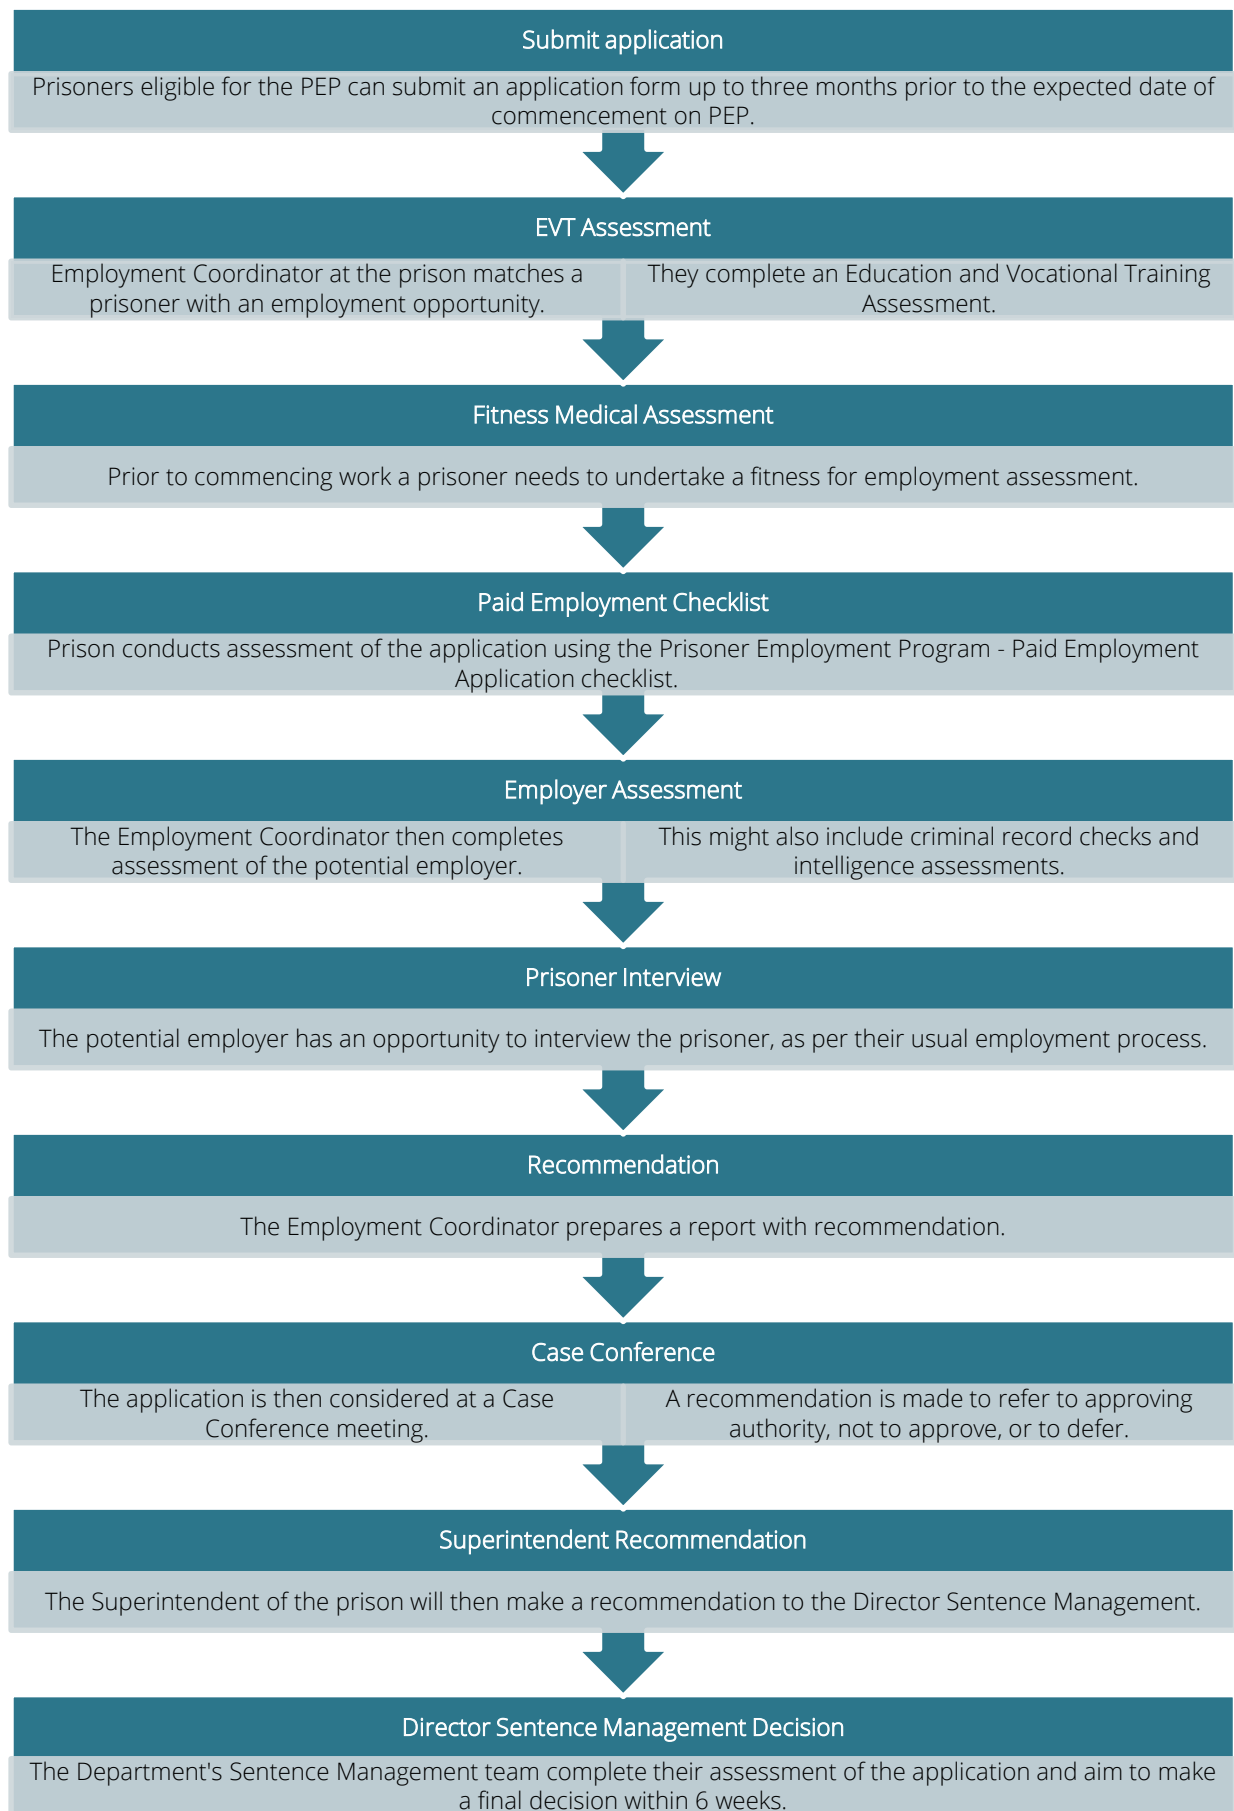 Submit application
Prisoners eligible for the PEP can submit an application form up to three months prior to the expected date of
commencement on PEP.
EVT Assessment
Employment Coordinator at the prison matches a
prisoner with an employment opportunity.
They complete an Education and Vocational Training
Assessment.
Fitness Medical Assessment
Prior to commencing work a prisoner needs to undertake a fitness for employment assessment.
Paid Employment Checklist
Prison conducts assessment of the application using the Prisoner Employment Program - Paid Employment
Application checklist.
Employer Assessment
The Employment Coordinator then completes
assessment of the potential employer.
This might also include criminal record checks and
intelligence assessments.
Prisoner Interview
The potential employer has an opportunity to interview the prisoner, as per their usual employment process.
Recommendation
The Employment Coordinator prepares a report with recommendation.
Case Conference
The application is then considered at a Case
Conference meeting.
A recommendation is made to refer to approving
authority, not to approve, or to defer.
Superintendent Recommendation
The Superintendent of the prison will then make a recommendation to the Director Sentence Management.
Director Sentence Management Decision
The Department's Sentence Management team complete their assessment of the application and aim to make
a final decision within 6 weeks.